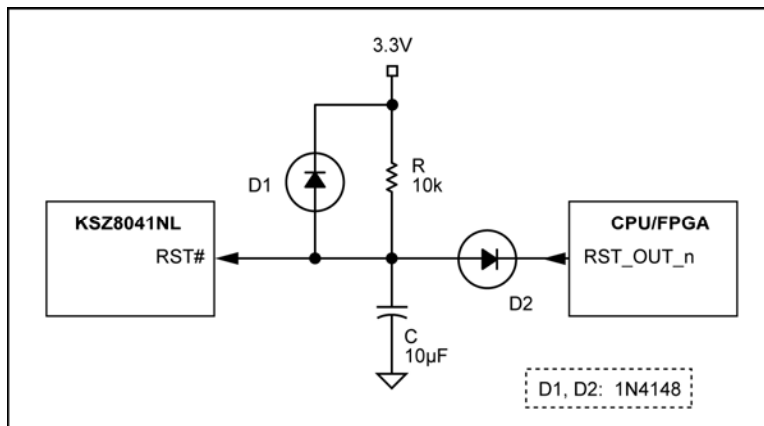 3.3V
D1
R
10k
KSZ8041NL
RST#
CPU/FPGA
RST_OUT_n
D2
C
10µF
D1, D2: 1N4148